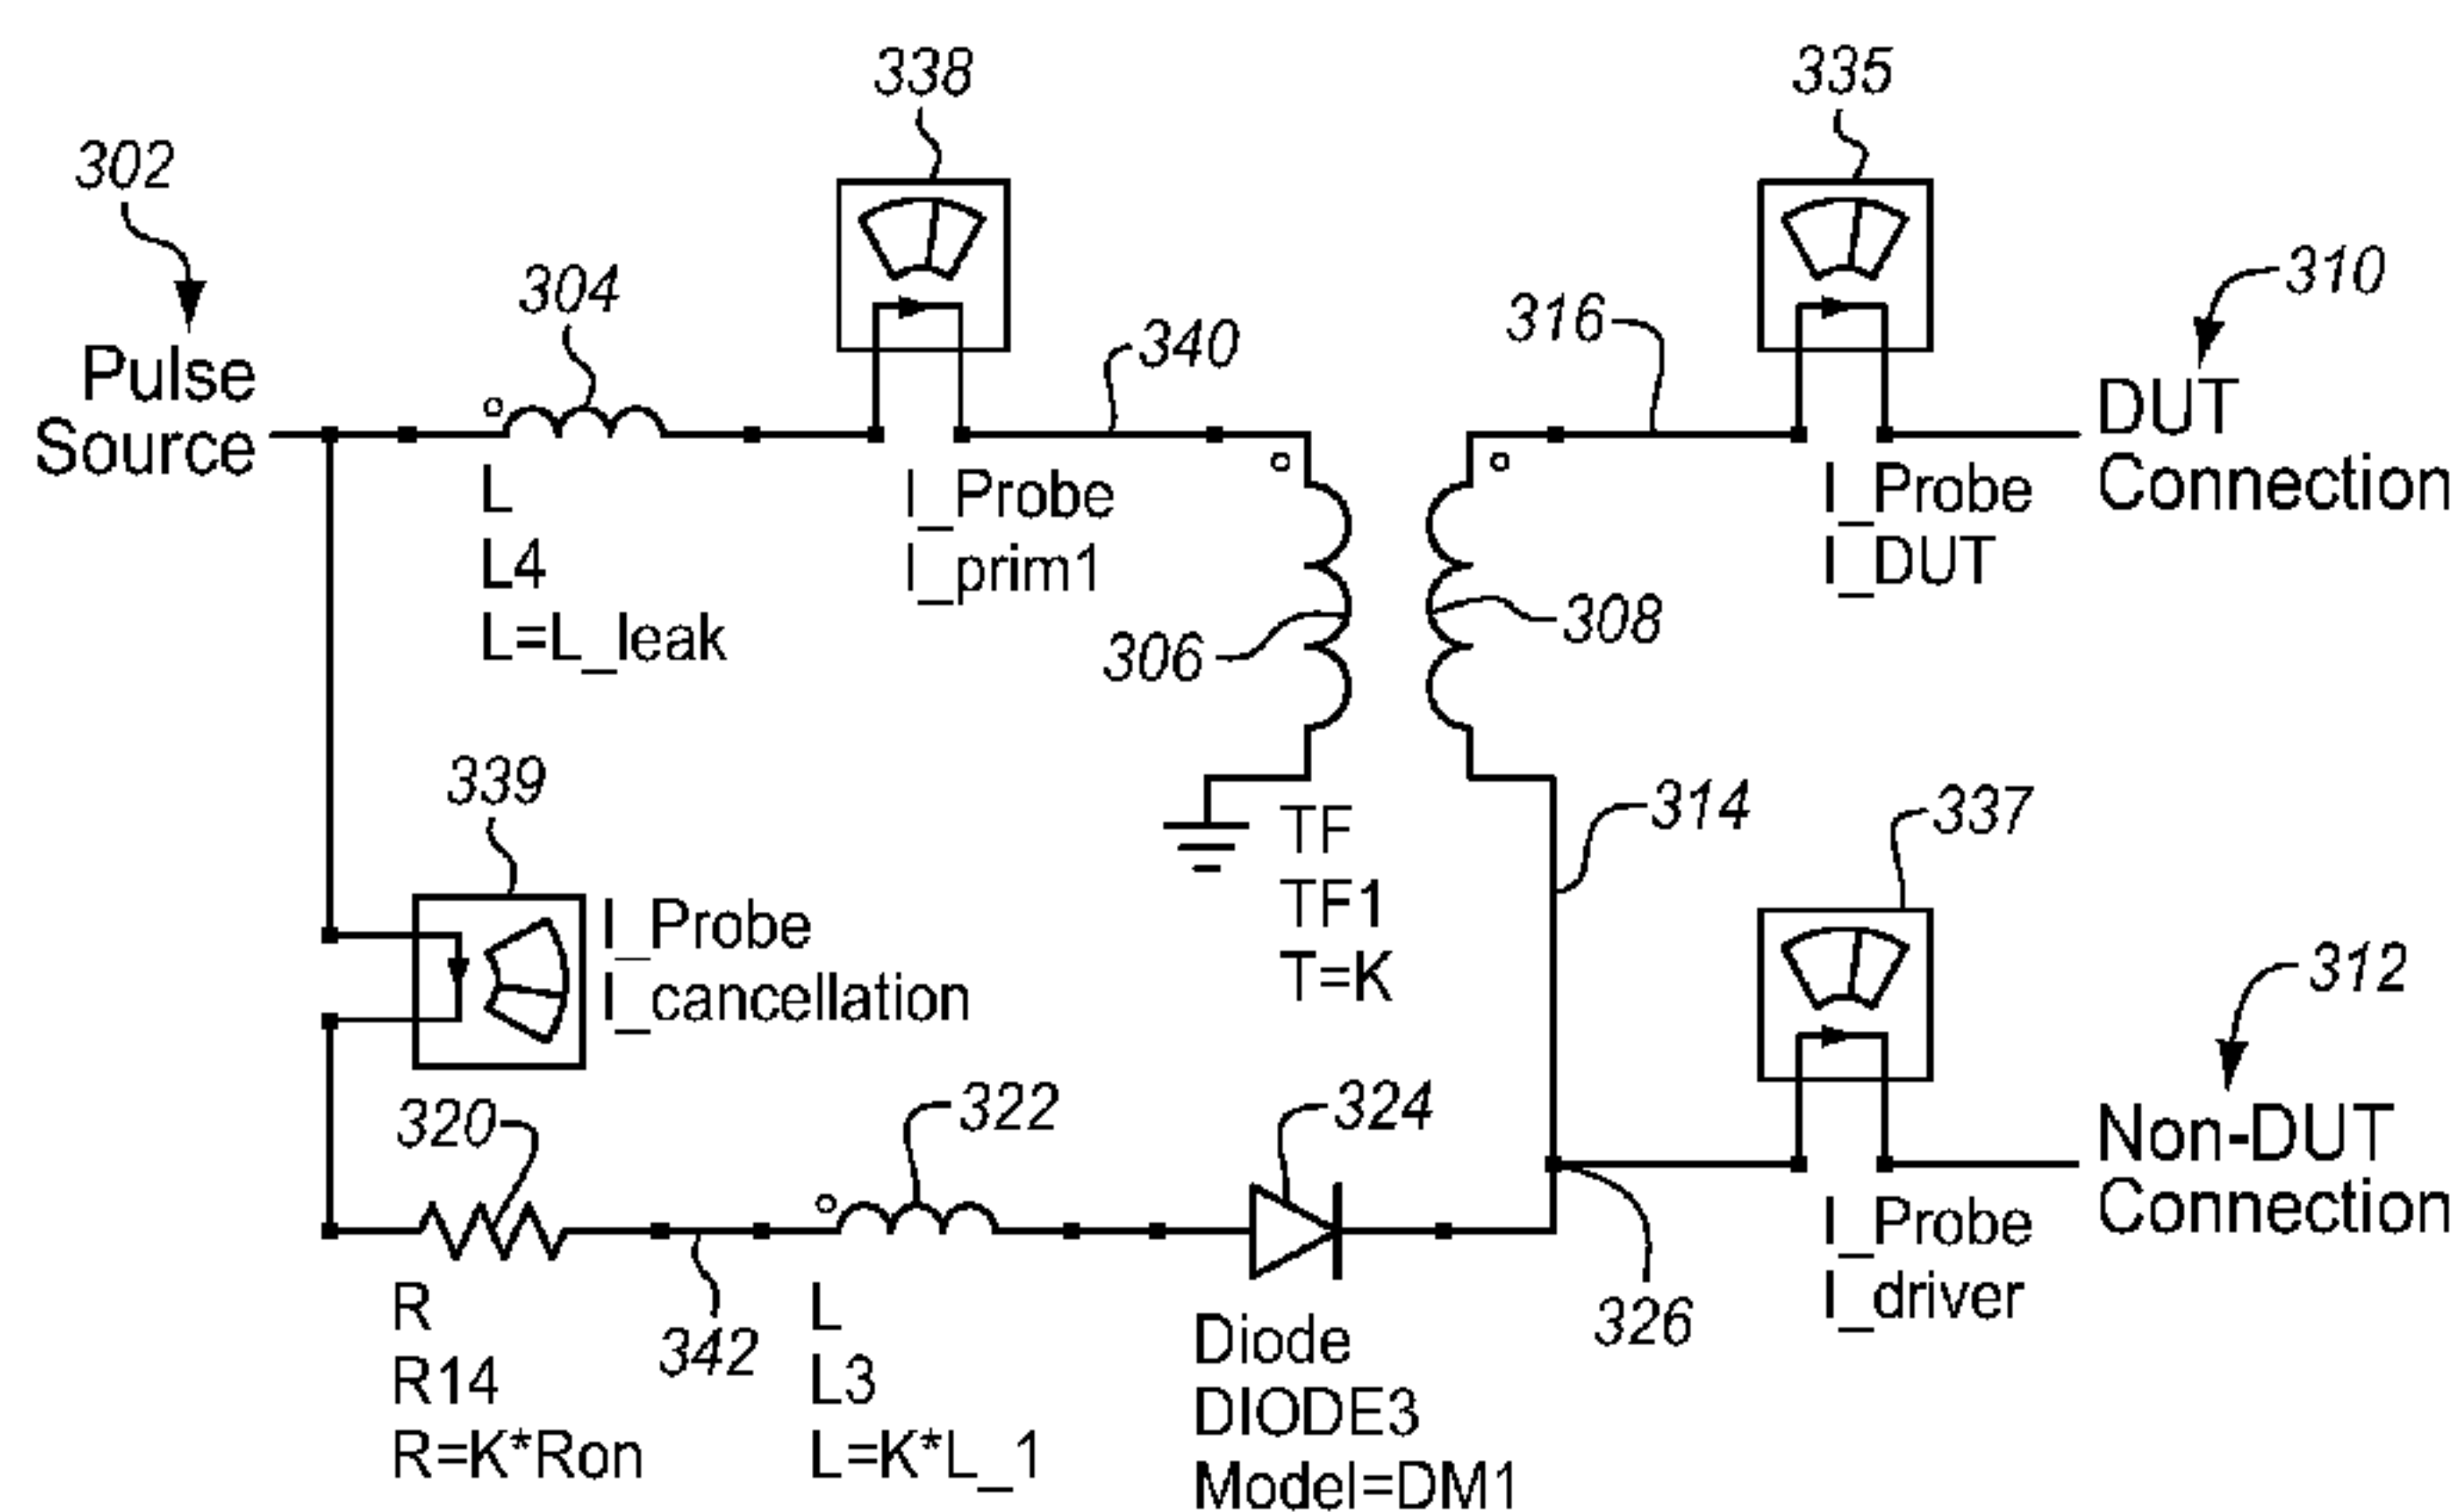 338
335
302
304
340
316
310
Pulse
Source
DUT
Connection
L
L4
L=L_leak
I_Probe
I_prim1
I_Probe
I_DUT
306
308
339
I_Probe
I_cancellation
TF
TF1
T=K
314
337
312
320
322
324
Non-DUT
Connection
R
R14
R=K*Ron
342
L
L3
L=K*L_1
Diode
DIODE3
Model=DM1
326
I_Probe
I_driver